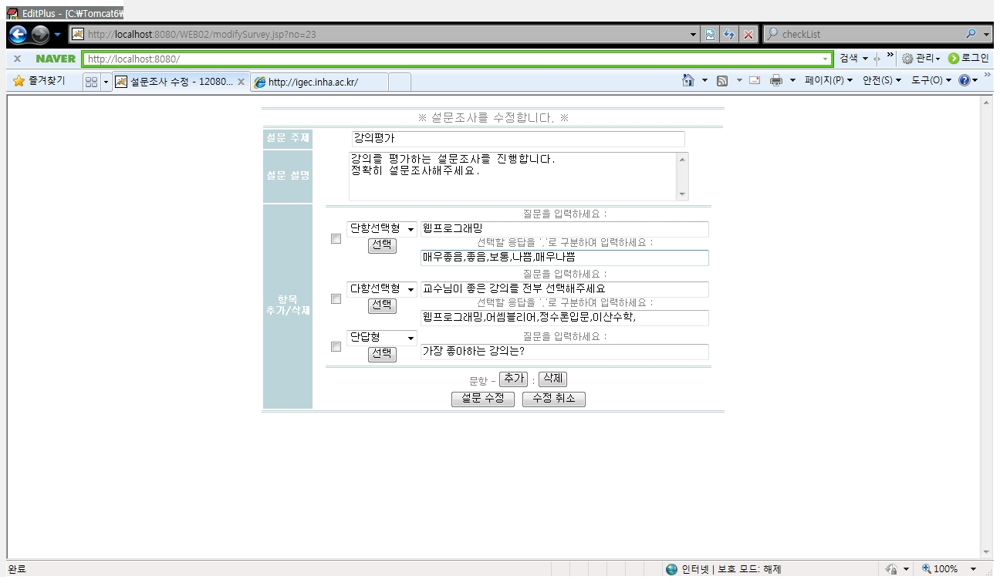 EditPlus - [C:₩Tomcat6₩
http://localhost:8080/WEB02/modifySurvey.jsp?no=23
checkList
x NAVER http://localhost:8080/ 검색 관리 로그인
즐겨찾기 설문조사 수정 - 12080... x http://igec.inha.ac.kr/ 페이지(P) 안전(S) 도구(O)
※ 설문조사를 수정합니다. ※
설문 주제 강의평가
설문 설명 강의를 평가하는 설문조사를 진행합니다.
정확히 설문조사해주세요.
항목
추가/삭제
질문을 입력하세요 :
단항선택형 웹프로그래밍
선택 선택할 응답을 ','로 구분하여 입력하세요 :
매우좋음,좋음,보통,나쁨,매우나쁨
질문을 입력하세요 :
다항선택형 교수님이 좋은 강의를 전부 선택해주세요
선택 선택할 응답을 ','로 구분하여 입력하세요 :
웹프로그래밍,어셈블리어,정수론입문,이산수학,
단답형 질문을 입력하세요 :
선택 가장 좋아하는 강의는?
문항 - 추가 : 삭제
설문 수정 수정 취소
완료 인터넷 | 보호 모드: 해제 100%